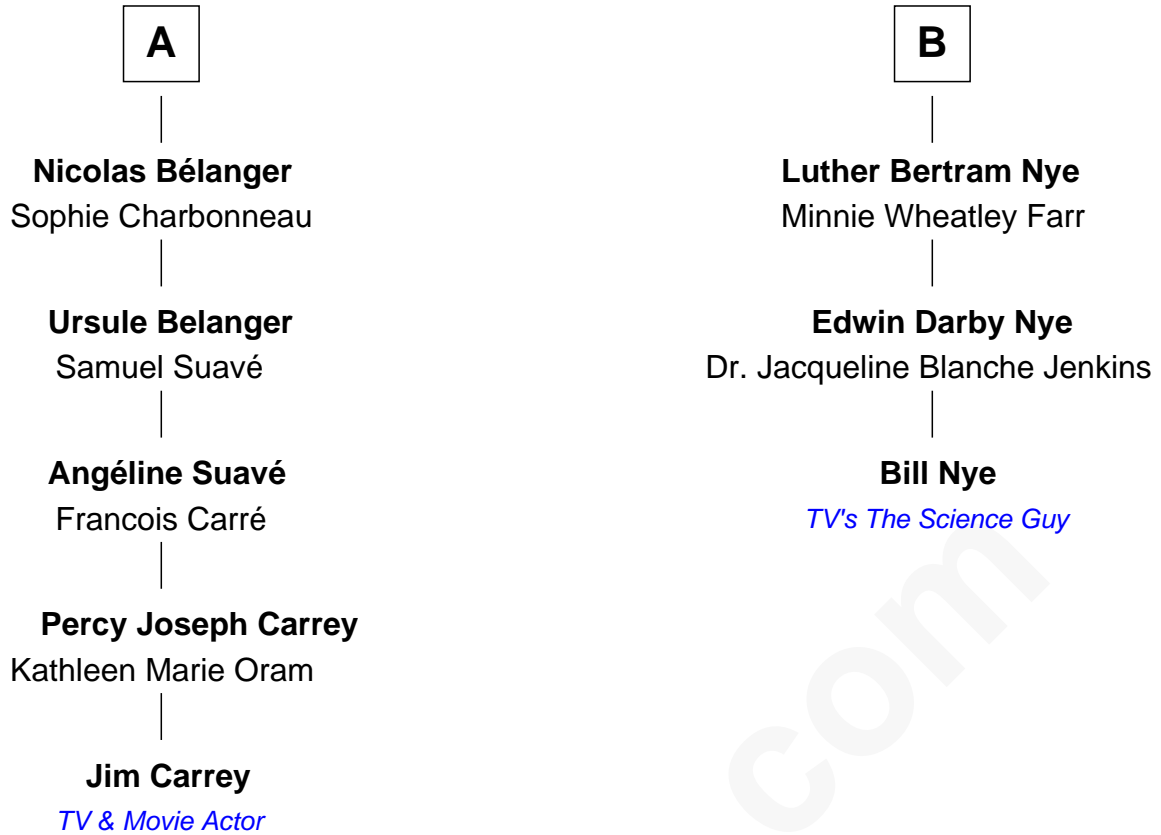 A
Nicolas Bélanger
Sophie Charbonneau
Ursule Belanger
Samuel Suavé
Angéline Suavé
Francois Carré
Percy Joseph Carrey
Kathleen Marie Oram
Jim Carrey
TV & Movie Actor
B
Luther Bertram Nye
Minnie Wheatley Farr
Edwin Darby Nye
Dr. Jacqueline Blanche Jenkins
Bill Nye
TV's The Science Guy
com